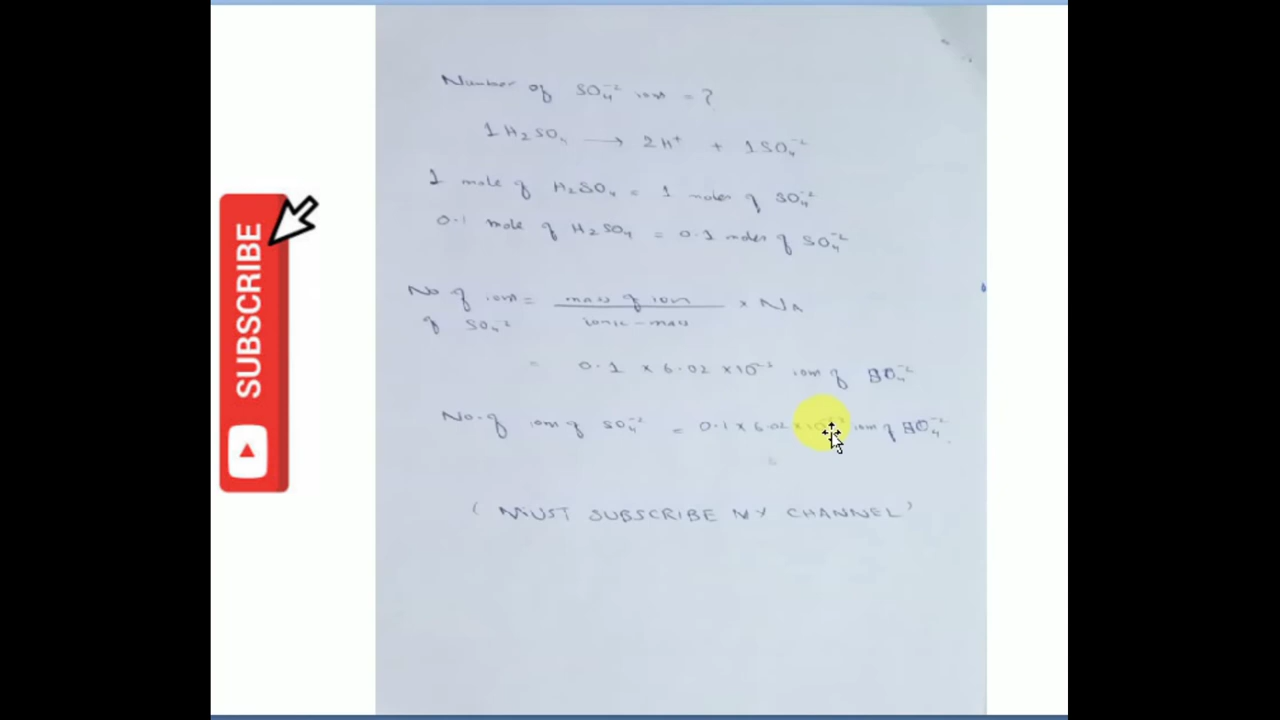 Number of SO₄⁻² ions = ?
1 H₂SO₄ → 2H⁺ + 1SO₄⁻²
1 mole of H₂SO₄ = 1 moles of SO₄⁻²
0.1 mole of H₂SO₄ = 0.1 moles of SO₄⁻²
No of ions = mass of ion / ionic-mass × NA
of SO₄⁻²
= 0.1 × 6.02 × 10 ions of SO₄⁻²
No. of ions of SO₄⁻² = 0.1 × 6.02 × 10 ions of SO₄⁻²
( MUST SUBSCRIBE MY CHANNEL )
SUBSCRIBE